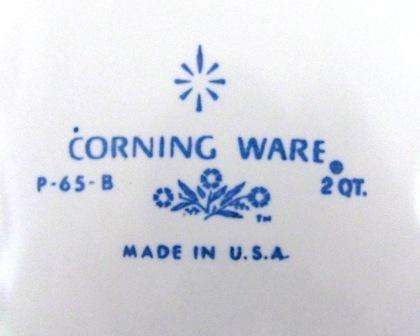 CORNING WARE
P-65-B 2 QT.
TM
MADE IN U.S.A.